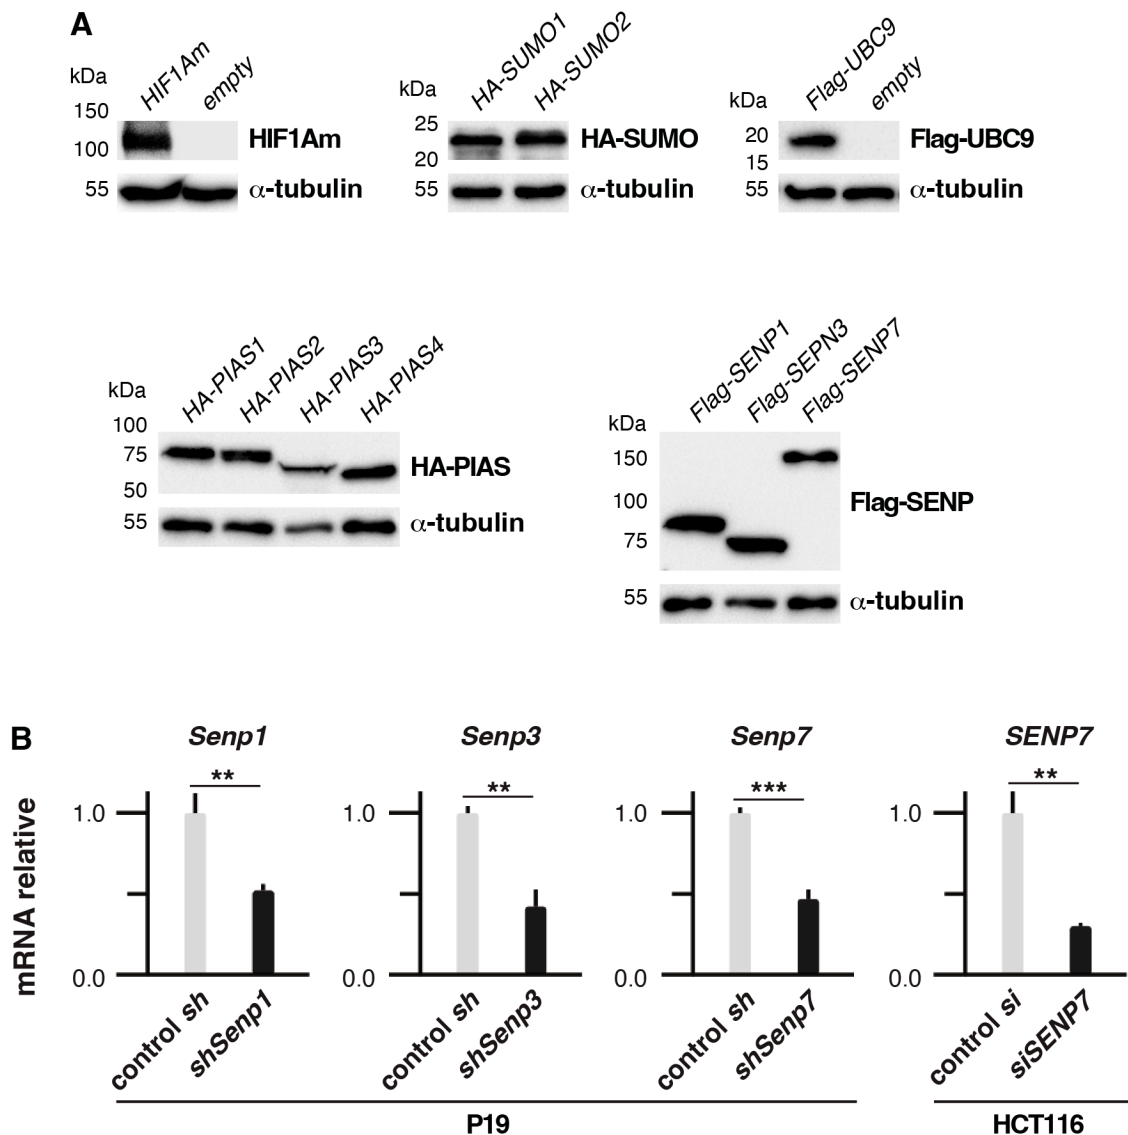 A
kDa
HIF1Am
empty
150
100
HIF1Am
55
α-tubulin
kDa
HA-SUMO1
HA-SUMO2
25
20
HA-SUMO
55
α-tubulin
kDa
Flag-UBC9
empty
20
15
Flag-UBC9
55
α-tubulin
kDa
HA-PIAS1
HA-PIAS2
HA-PIAS3
HA-PIAS4
100
75
50
HA-PIAS
55
α-tubulin
kDa
Flag-SENP1
Flag-SEPN3
Flag-SENP7
150
100
75
Flag-SENP
55
α-tubulin
B
mRNA relative
Senp1
**
1.0
0.0
control sh
shSenp1
Senp3
**
1.0
0.0
control sh
shSenp3
Senp7
***
1.0
0.0
control sh
shSenp7
P19
SENP7
**
1.0
0.0
control si
siSENP7
HCT116